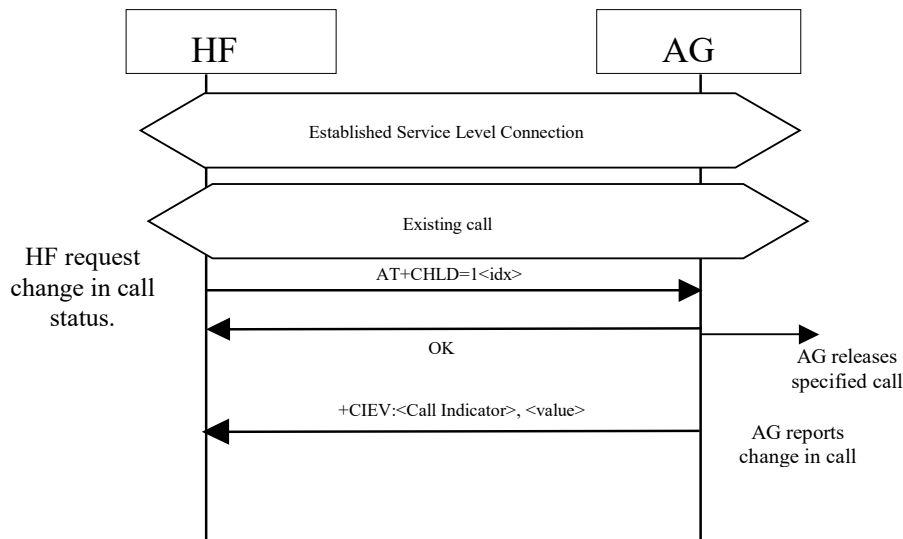 HF
AG
Established Service Level Connection
Existing call
HF request
change in call
status.
AT+CHLD=1<idx>
OK
AG releases
specified call
+CIEV:<Call Indicator>, <value>
AG reports
change in call